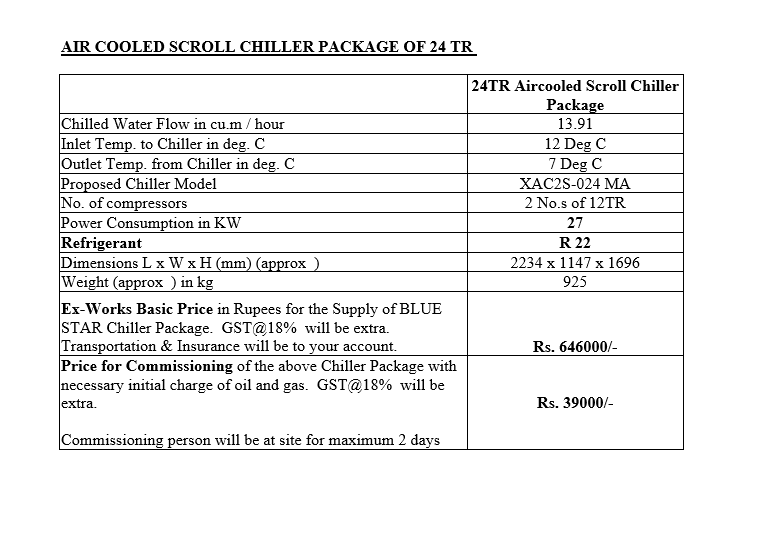 AIR COOLED SCROLL CHILLER PACKAGE OF 24 TR
24TR Aircooled Scroll Chiller
Package
Chilled Water Flow in cu.m / hour 13.91
Inlet Temp. to Chiller in deg. C 12 Deg C
Outlet Temp. from Chiller in deg. C 7 Deg C
Proposed Chiller Model XAC2S-024 MA
No. of compressors 2 No.s of 12TR
Power Consumption in KW 27
Refrigerant R 22
Dimensions L x W x H (mm) (approx ) 2234 x 1147 x 1696
Weight (approx ) in kg 925
Ex-Works Basic Price in Rupees for the Supply of BLUE
STAR Chiller Package. GST@18% will be extra.
Transportation & Insurance will be to your account. Rs. 646000/-
Price for Commissioning of the above Chiller Package with
necessary initial charge of oil and gas. GST@18% will be
extra. Rs. 39000/-
Commissioning person will be at site for maximum 2 days